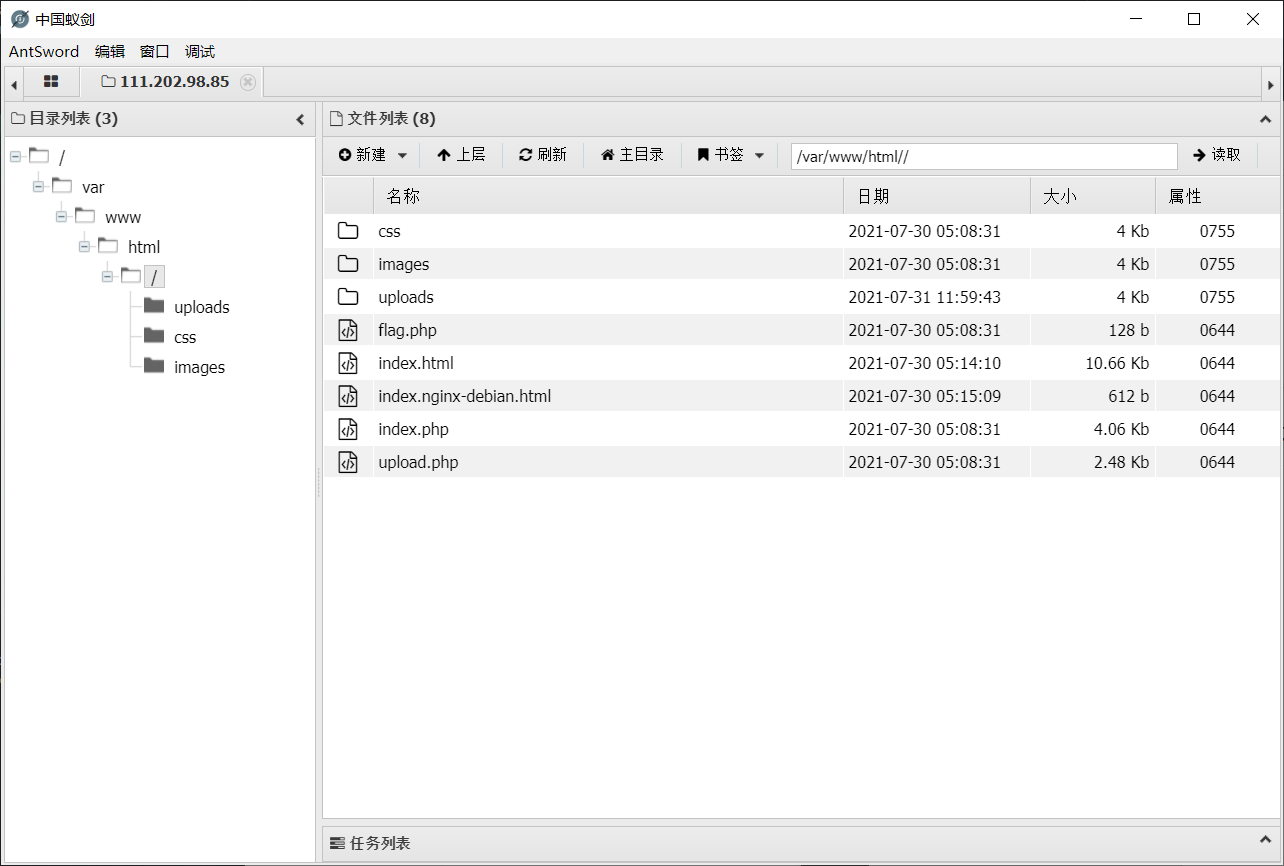 中国蚁剑
AntSword 编辑 窗口 调试
111.202.98.85
目录列表 (3)
/
var
www
html
/
uploads
css
images
文件列表 (8)
新建 上层 刷新 主目录 书签 /var/www/html// 读取
名称 日期 大小 属性
css 2021-07-30 05:08:31 4 Kb 0755
images 2021-07-30 05:08:31 4 Kb 0755
uploads 2021-07-31 11:59:43 4 Kb 0755
flag.php 2021-07-30 05:08:31 128 b 0644
index.html 2021-07-30 05:14:10 10.66 Kb 0644
index.nginx-debian.html 2021-07-30 05:15:09 612 b 0644
index.php 2021-07-30 05:08:31 4.06 Kb 0644
upload.php 2021-07-30 05:08:31 2.48 Kb 0644
任务列表